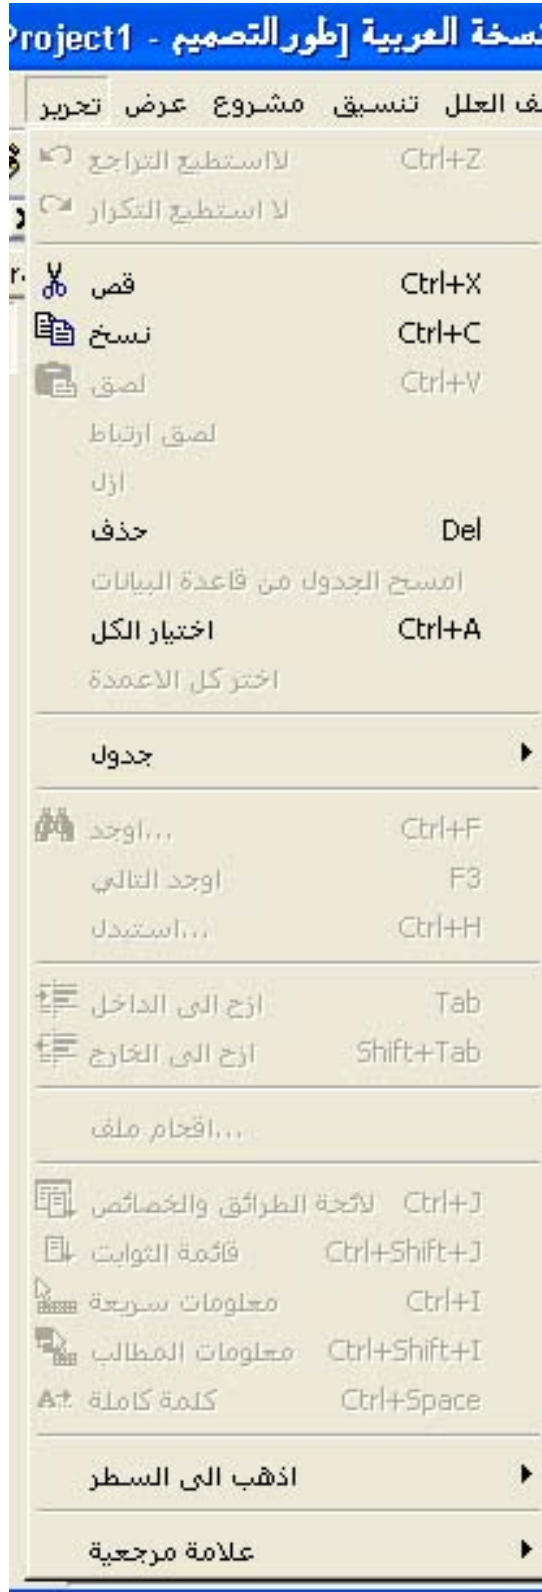 Project1 - نسخة العربية [طور التصميم
تحرير عرض مشروع تنسيق العلل
لااستطيع التراجع Ctrl+Z
لا استطيع التكرار
قص Ctrl+X
نسخ Ctrl+C
لصق Ctrl+V
لصق ارتباط
ازل
حذف Del
امسح الجدول من قاعدة البيانات
اختيار الكل Ctrl+A
اختر كل الاعمدة
جدول
اوجد... Ctrl+F
اوجد التالي F3
استبدل... Ctrl+H
ازح الى الداخل Tab
ازح الى الخارج Shift+Tab
اقحام ملف...
لائحة الطرائق والخصائص Ctrl+J
قائمة الثوابت Ctrl+Shift+J
معلومات سريعة Ctrl+I
معلومات المطالب Ctrl+Shift+I
كلمة كاملة Ctrl+Space
اذهب الى السطر
علامة مرجعية